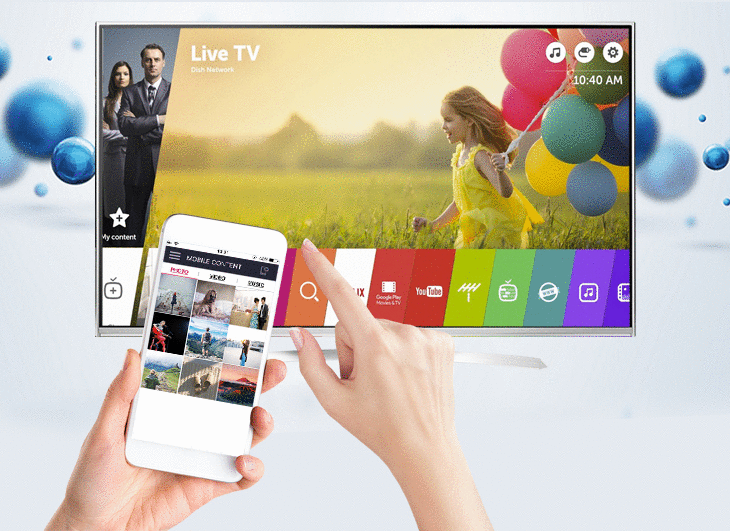 Live TV
Dish Network
10:40 AM
My content
UX
Google Play
Movies & TV
YouTube
MOBILE CONTENT
PHOTO VIDEO MUSIC